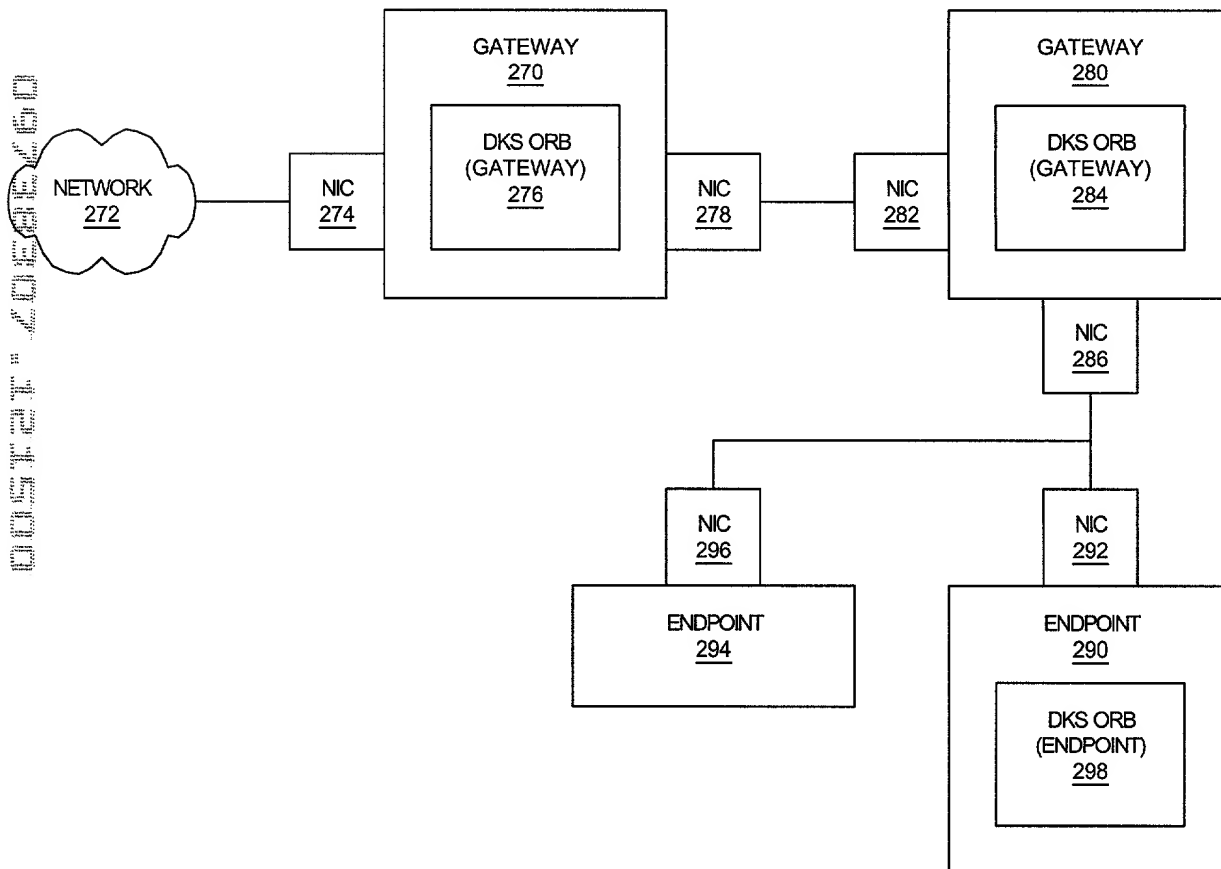 GATEWAY
270
DKS ORB
(GATEWAY)
276
GATEWAY
280
DKS ORB
(GATEWAY)
284
NETWORK
272
NIC
274
NIC
278
NIC
282
NIC
286
NIC
296
NIC
292
ENDPOINT
294
ENDPOINT
290
DKS ORB
(ENDPOINT)
298